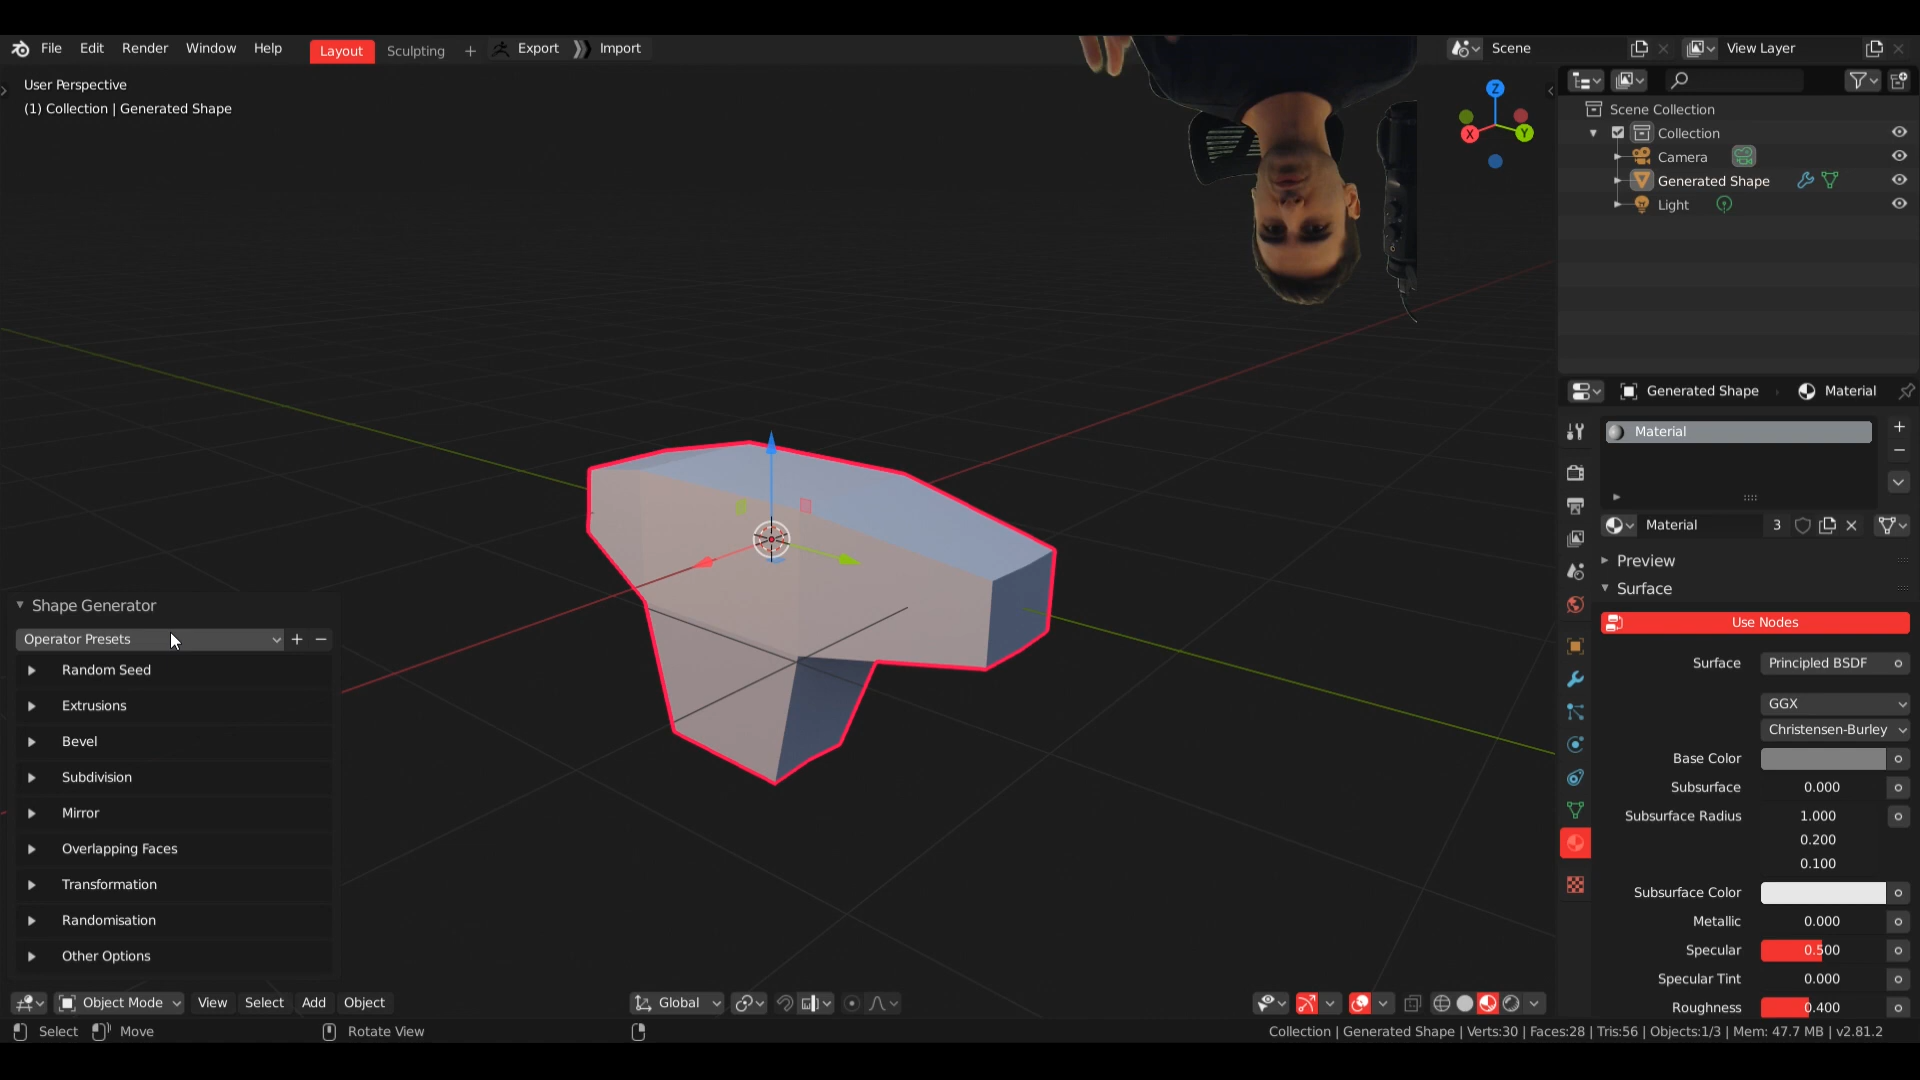 File Edit Render Window Help Layout Sculpting + Export Import Scene View Layer
User Perspective
(1) Collection | Generated Shape
Z
X Y
Scene Collection
Collection
Camera
Generated Shape
Light
Generated Shape Material
Material
Material 3
Preview
Surface
Use Nodes
Surface Principled BSDF
GGX
Christensen-Burley
Base Color
Subsurface 0.000
Subsurface Radius 1.000
0.200
0.100
Subsurface Color
Metallic 0.000
Specular 0.500
Specular Tint 0.000
Roughness 0.400
Shape Generator
Operator Presets
Random Seed
Extrusions
Bevel
Subdivision
Mirror
Overlapping Faces
Transformation
Randomisation
Other Options
Object Mode View Select Add Object Global
Select Move Rotate View Collection | Generated Shape | Verts:30 | Faces:28 | Tris:56 | Objects:1/3 | Mem: 47.7 MB | v2.81.2